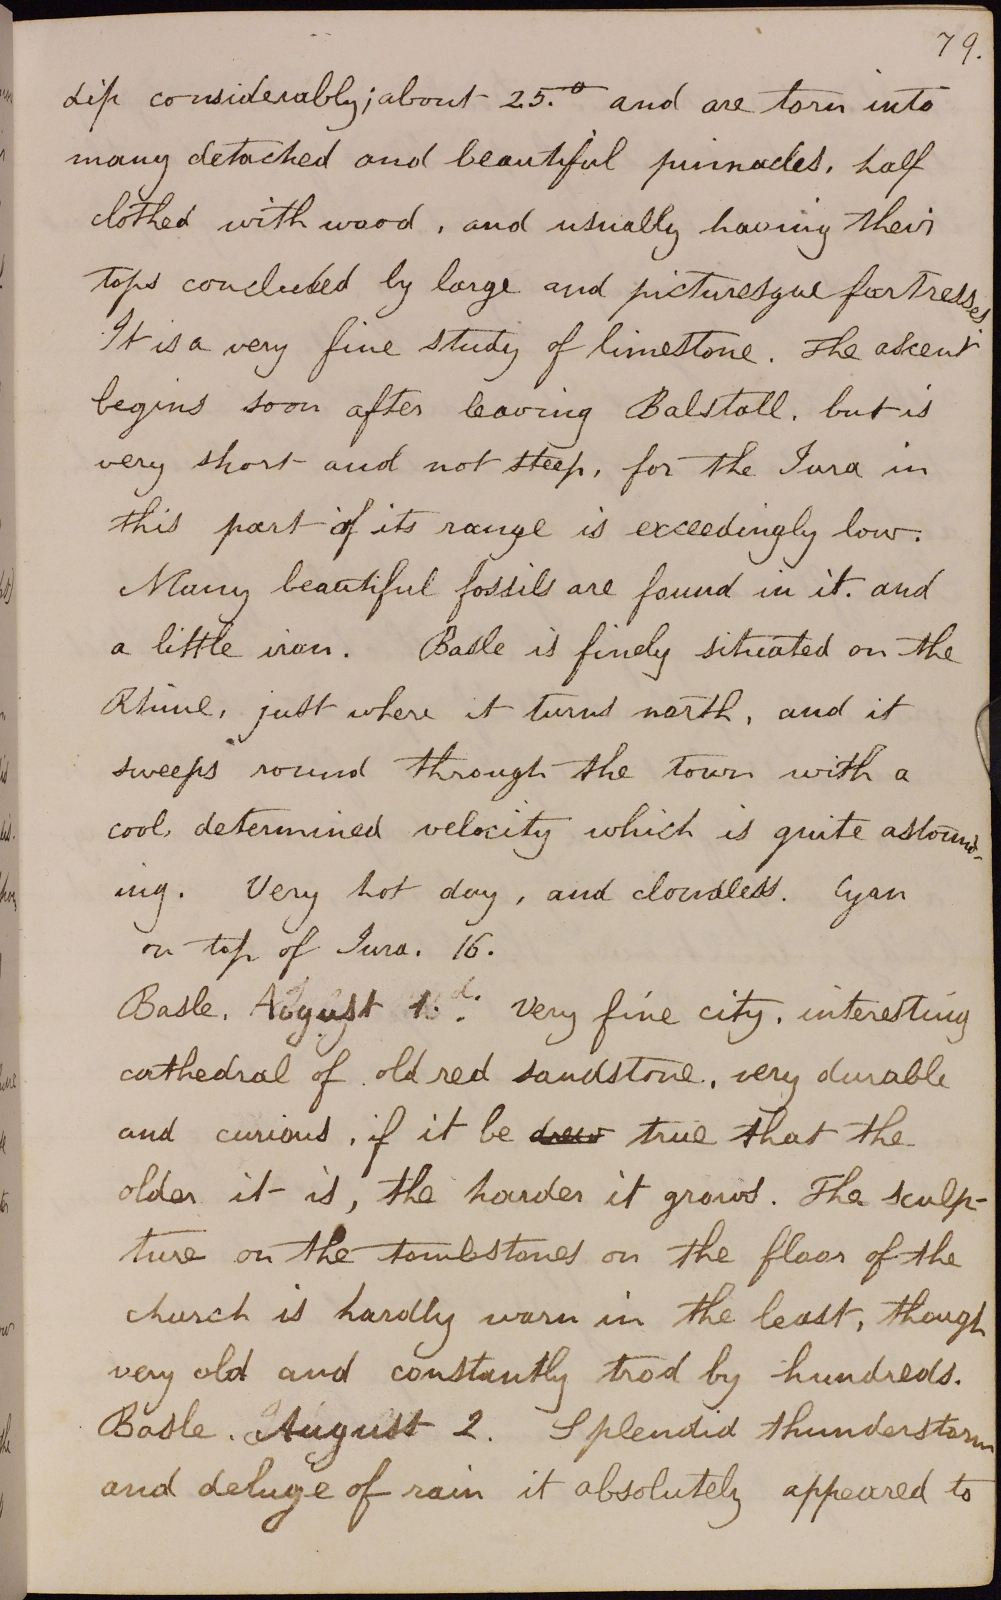 79.
dip considerably; about 25.° and are torn into
many detached and beautiful pinnacles, half
clothed with wood, and usually having their
tops concluded by large and picturesque fortresses
It is a very fine study of limestone. The ascent
begins soon after leaving Balstall. but is
very short and not steep, for the Jura in
this part of its range is exceedingly low.
Many beautiful fossils are found in it. and
a little iron. Basle is finely situated on the
Rhine, just where it turns north, and it
sweeps round through the town with a
cool, determined velocity which is quite astound-
ing. Very hot day, and cloudless. Cyan
on top of Jura. 16.
Basle. August 1. Very fine city, interesting
cathedral of old red sandstone, very durable
and curious, if it be drew true that the
older it is, the harder it grows. The sculp-
ture on the tombstones on the floor of the
church is hardly worn in the least, though
very old and constantly trod by hundreds.
Basle. August 2. Splendid thunderstorm
and deluge of rain it absolutely appeared to